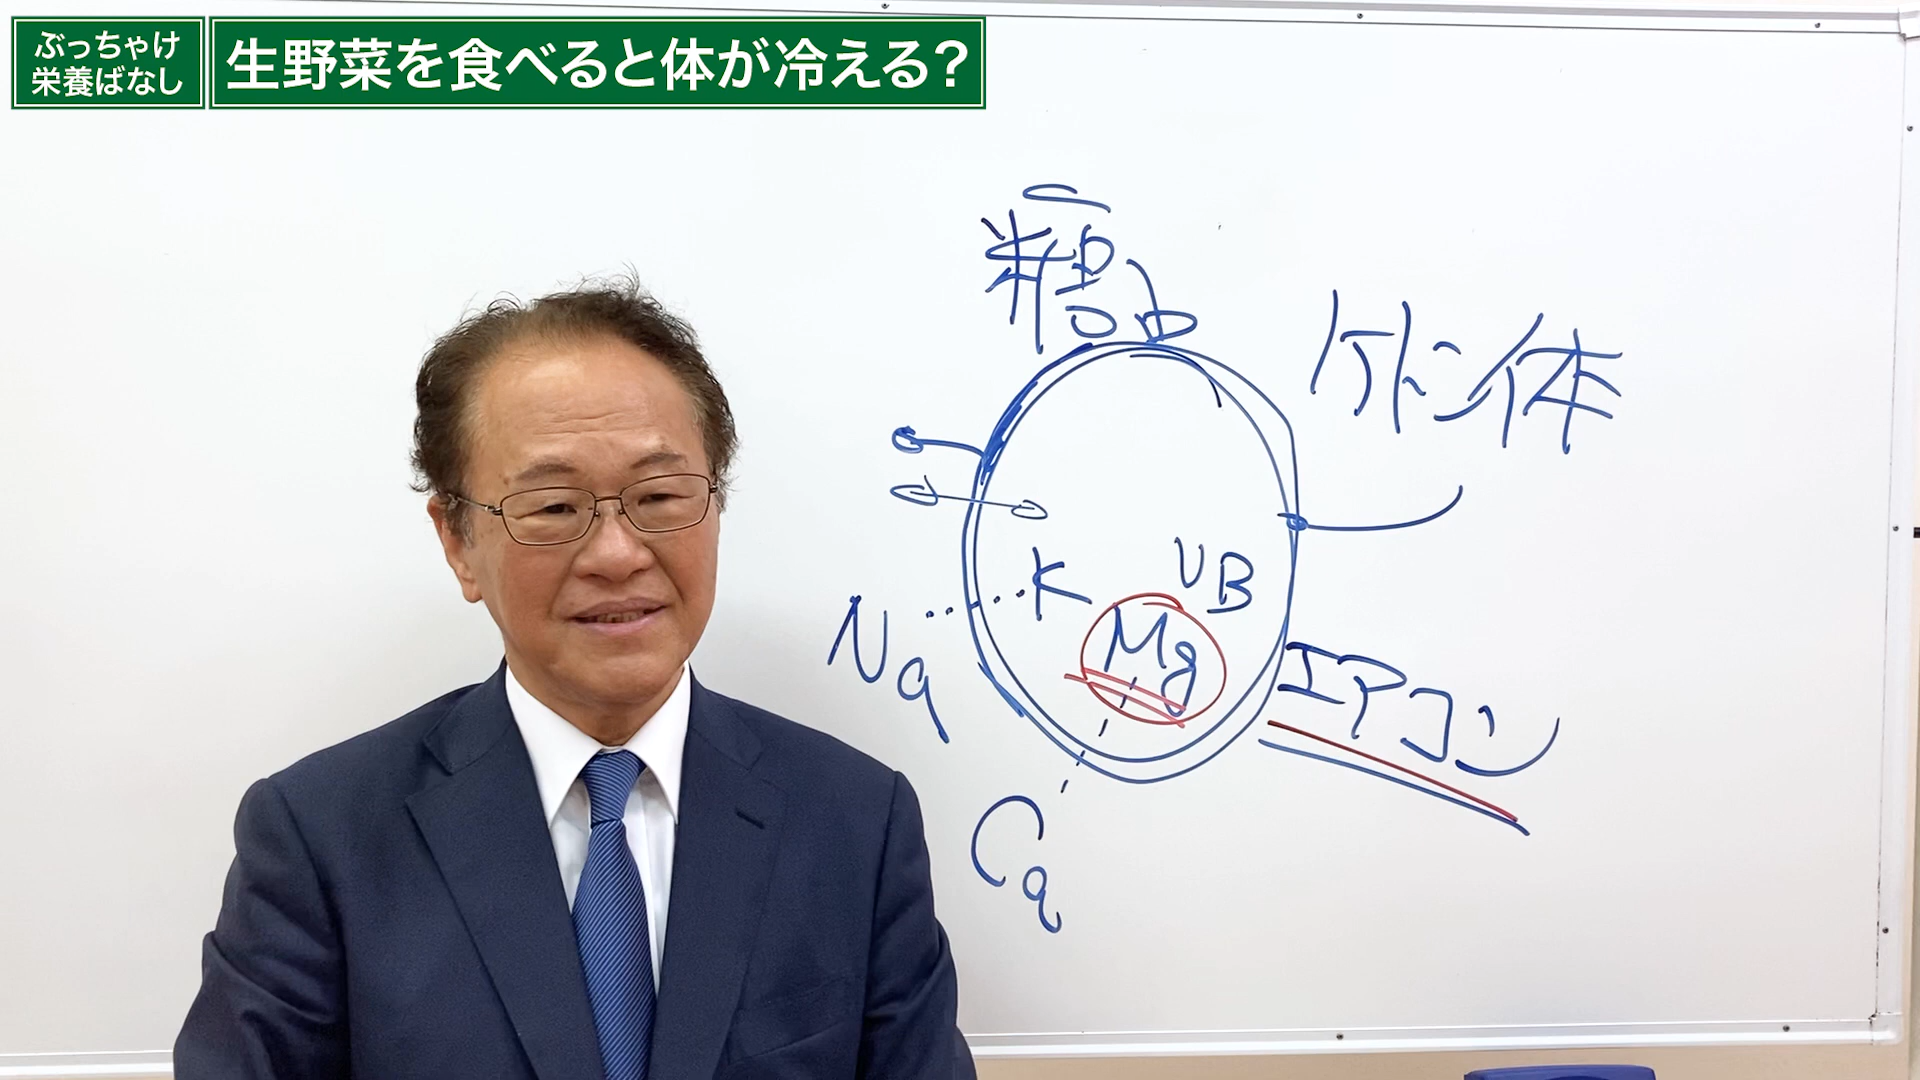 ぶっちゃけ
栄養ばなし
生野菜を食べると体が冷える?
糖
ケトン体
K
VB
Na
Mg
エアコン
Ca